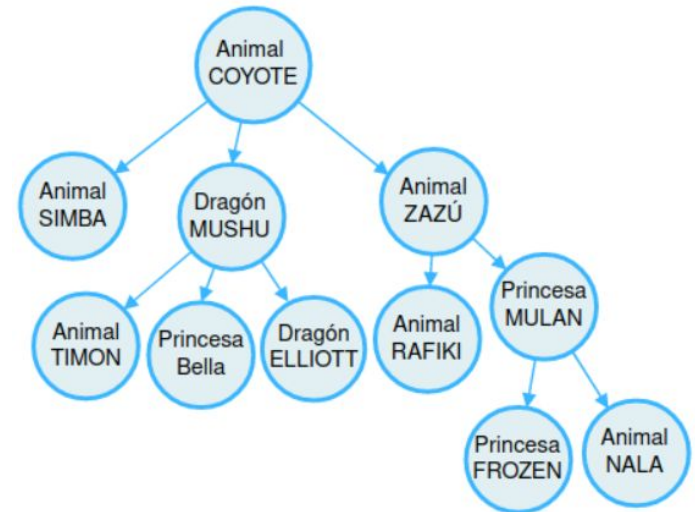 Animal
COYOTE
Animal
SIMBA
Dragón
MUSHU
Animal
ZAZÚ
Animal
TIMON
Princesa
Bella
Dragón
ELLIOTT
Animal
RAFIKI
Princesa
MULAN
Princesa
FROZEN
Animal
NALA